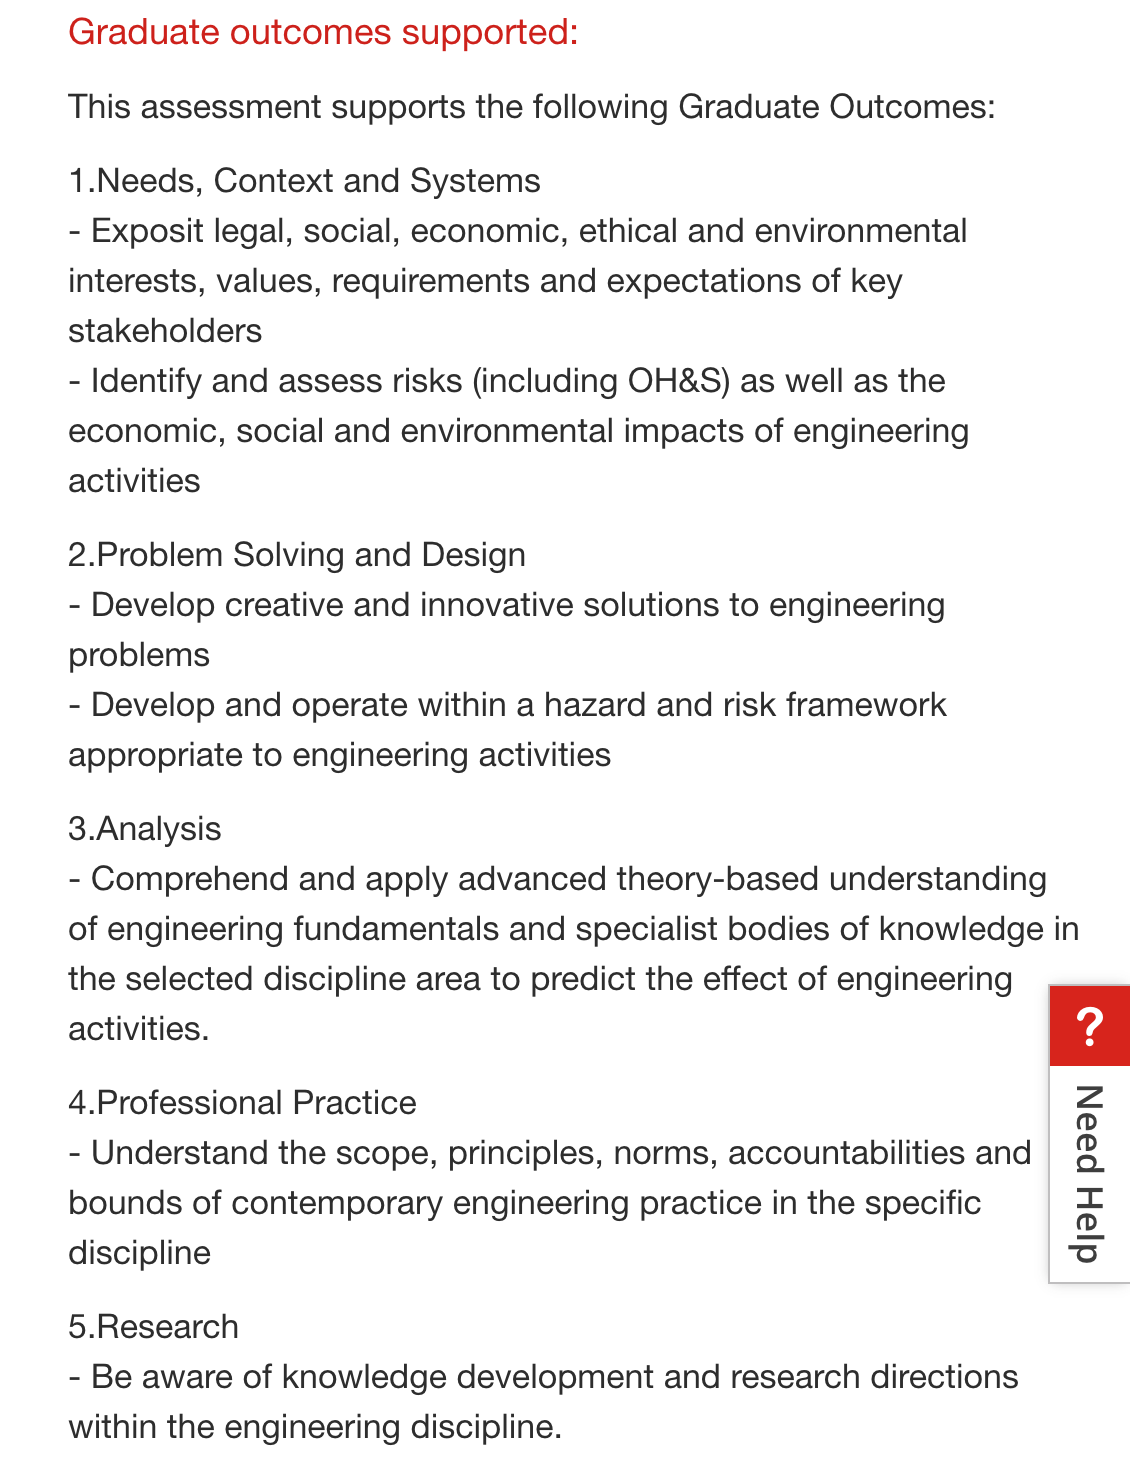 Graduate outcomes supported:
This assessment supports the following Graduate Outcomes:
1.Needs, Context and Systems
- Exposit legal, social, economic, ethical and environmental
interests, values, requirements and expectations of key
stakeholders
- Identify and assess risks (including OH&S) as well as the
economic, social and environmental impacts of engineering
activities
2.Problem Solving and Design
- Develop creative and innovative solutions to engineering
problems
- Develop and operate within a hazard and risk framework
appropriate to engineering activities
3.Analysis
- Comprehend and apply advanced theory-based understanding
of engineering fundamentals and specialist bodies of knowledge in
the selected discipline area to predict the effect of engineering
activities.
4.Professional Practice
- Understand the scope, principles, norms, accountabilities and
bounds of contemporary engineering practice in the specific
discipline
5.Research
- Be aware of knowledge development and research directions
within the engineering discipline.
?
Need Help